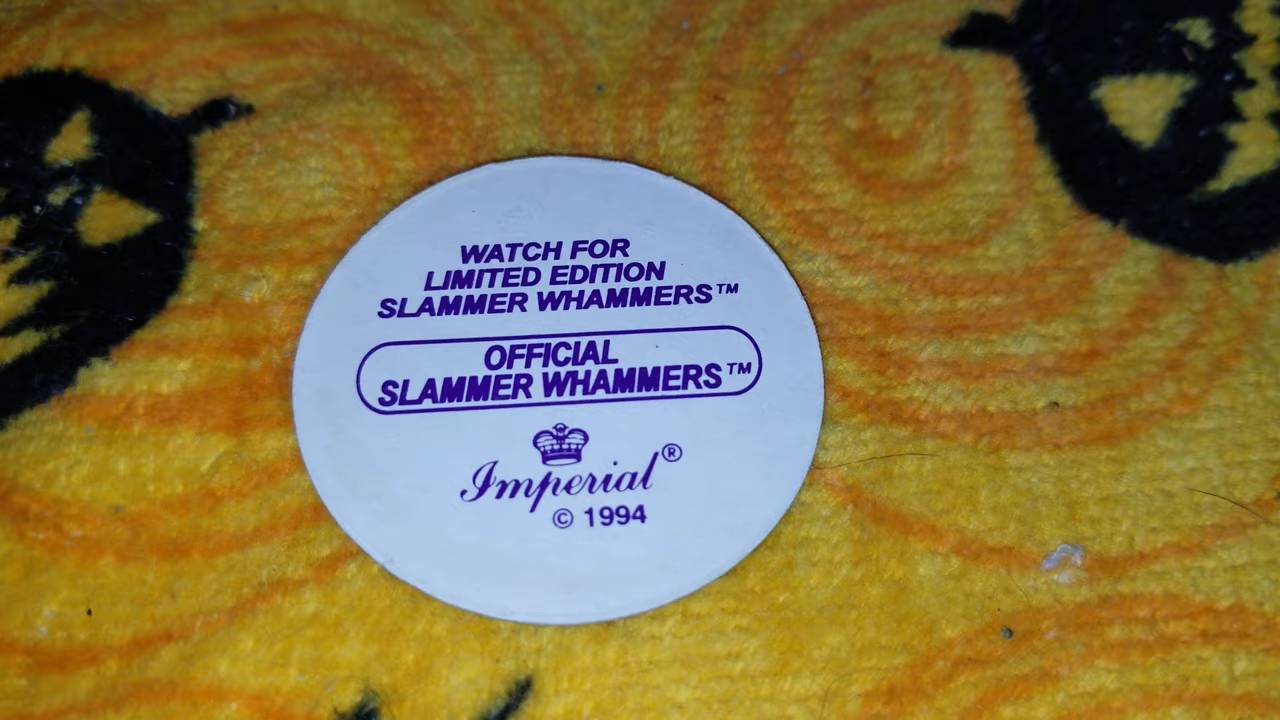 WATCH FOR
LIMITED EDITION
SLAMMER WHAMMERS™
OFFICIAL
SLAMMER WHAMMERS™
Imperial®
© 1994